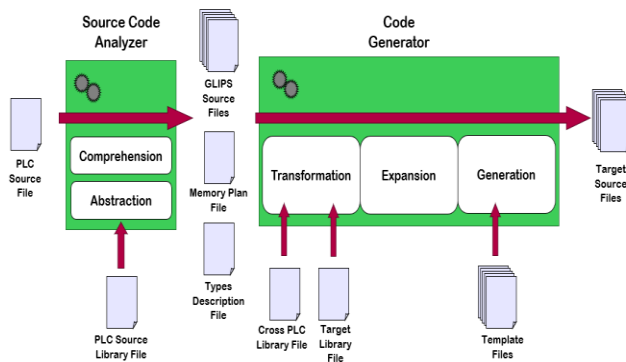 Source Code
Analyzer
Code
Generator
GLIPS
Source
Files
PLC
Source
File
Comprehension
Abstraction
Memory Plan
File
Transformation
Expansion
Generation
Target
Source
Files
Types
Description
File
PLC Source
Library File
Cross PLC
Library File
Target
Library
File
Template
Files